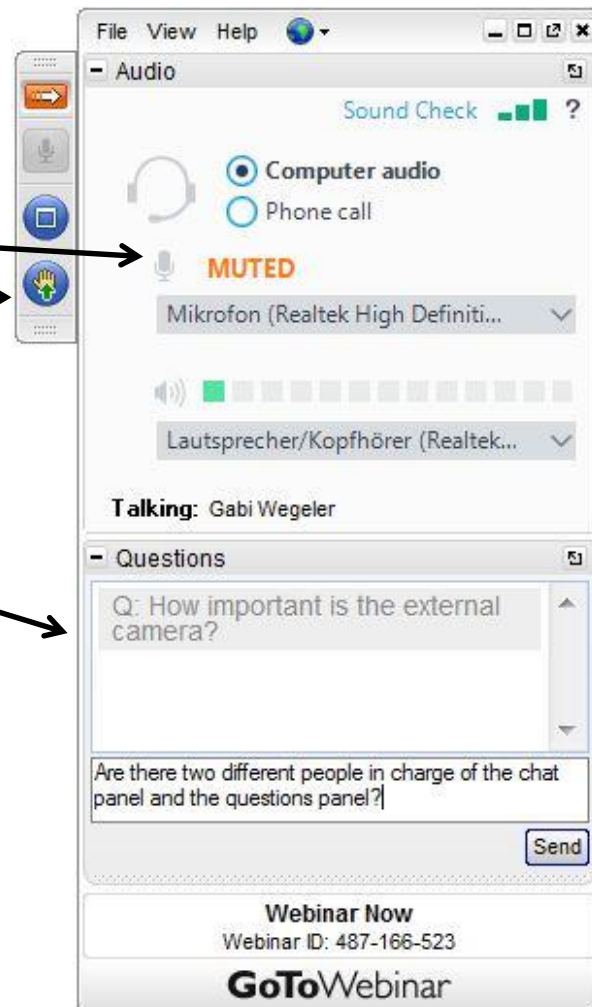 File View Help
Audio
Sound Check ?
Computer audio
Phone call
MUTED
Mikrofon (Realtek High Definiti...
Lautsprecher/Kopfhörer (Realtek...
Talking: Gabi Wegeler
Questions
Q: How important is the external
camera?
Are there two different people in charge of the chat
panel and the questions panel?
Send
Webinar Now
Webinar ID: 487-166-523
GoToWebinar